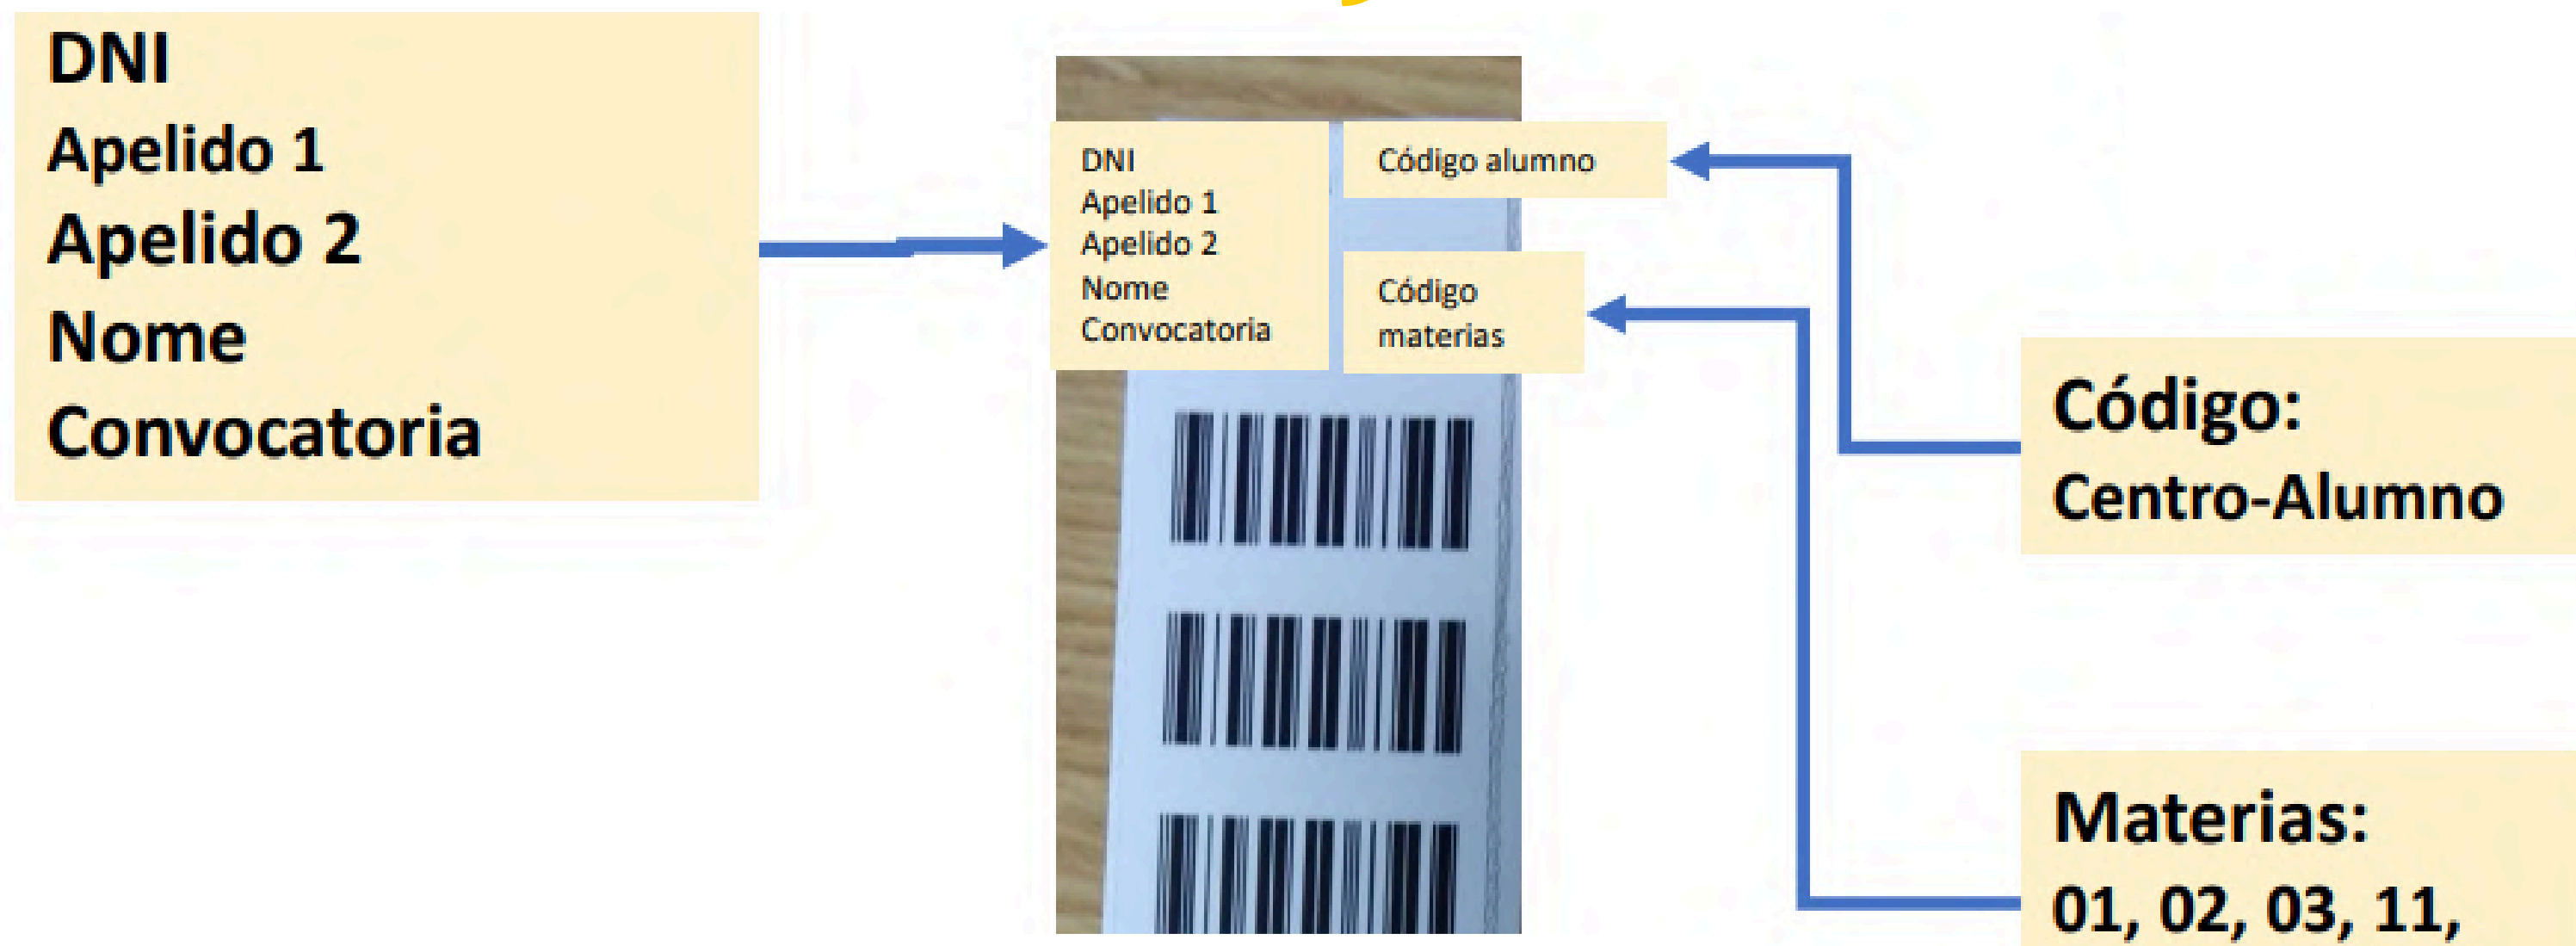 DNI
Apelido 1
Apelido 2
Nome
Convocatoria
DNI
Apelido 1
Apelido 2
Nome
Convocatoria
Código alumno
Código
materias
Código:
Centro-Alumno
Materias:
01, 02, 03, 11,